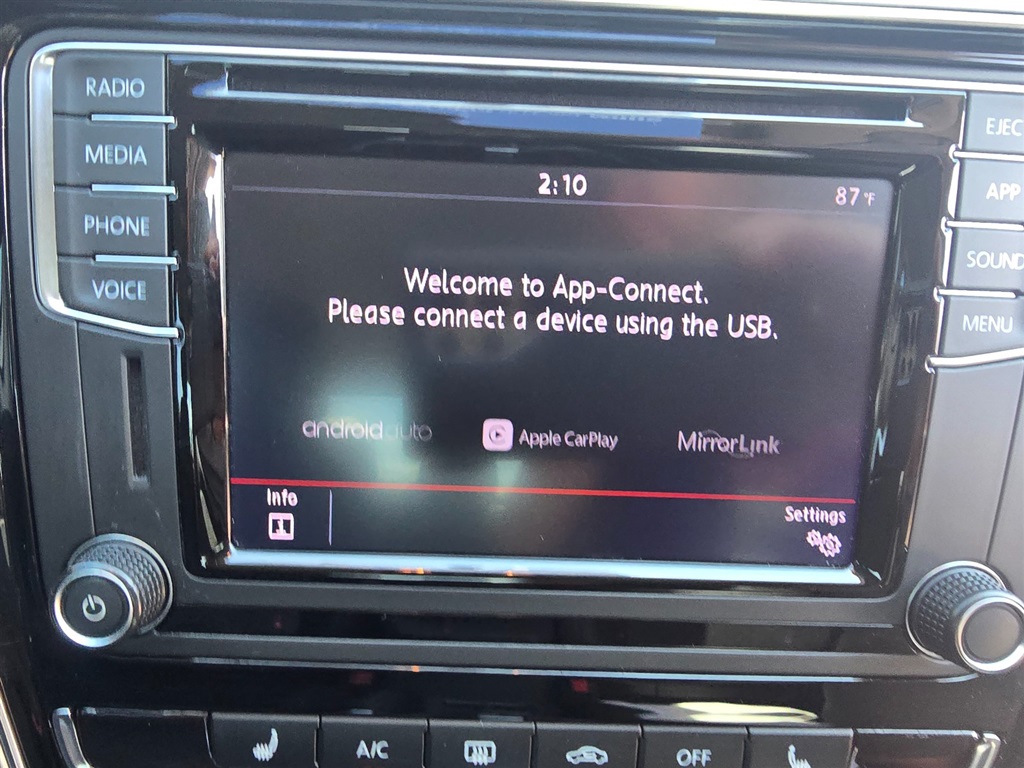 RADIO
MEDIA
PHONE
VOICE
EJEC
APP
SOUND
MENU
2:10
87°F
Welcome to App-Connect.
Please connect a device using the USB.
androidauto
Apple CarPlay
MirrorLink
Info
1
Settings
A/C
OFF